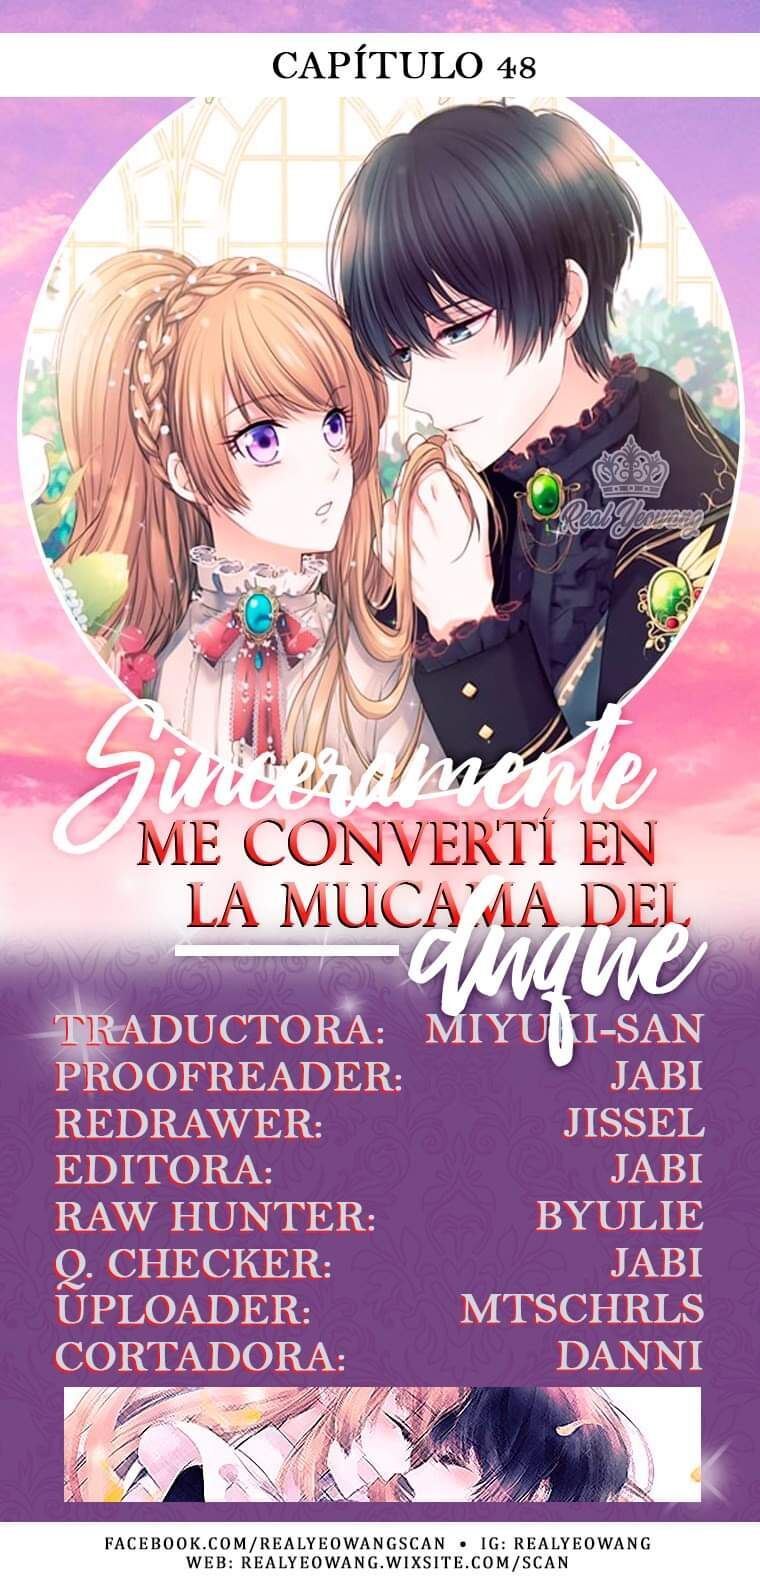 CAPÍTULO 48
Real Yeowang
Sinceramente
ME CONVERTÍ EN
LA MUCAMA DEL
duque
TRADUCTORA: MIYUKI-SAN
PROOFREADER: JABI
REDRAWER: JISSEL
EDITORA: JABI
RAW HUNTER: BYULIE
Q. CHECKER: JABI
UPLOADER: MTSCHRLS
CORTADORA: DANNI
FACEBOOK.COM/REALYEOWANGSCAN • IG: REALYEOWANG
WEB: REALYEOWANG.WIXSITE.COM/SCAN